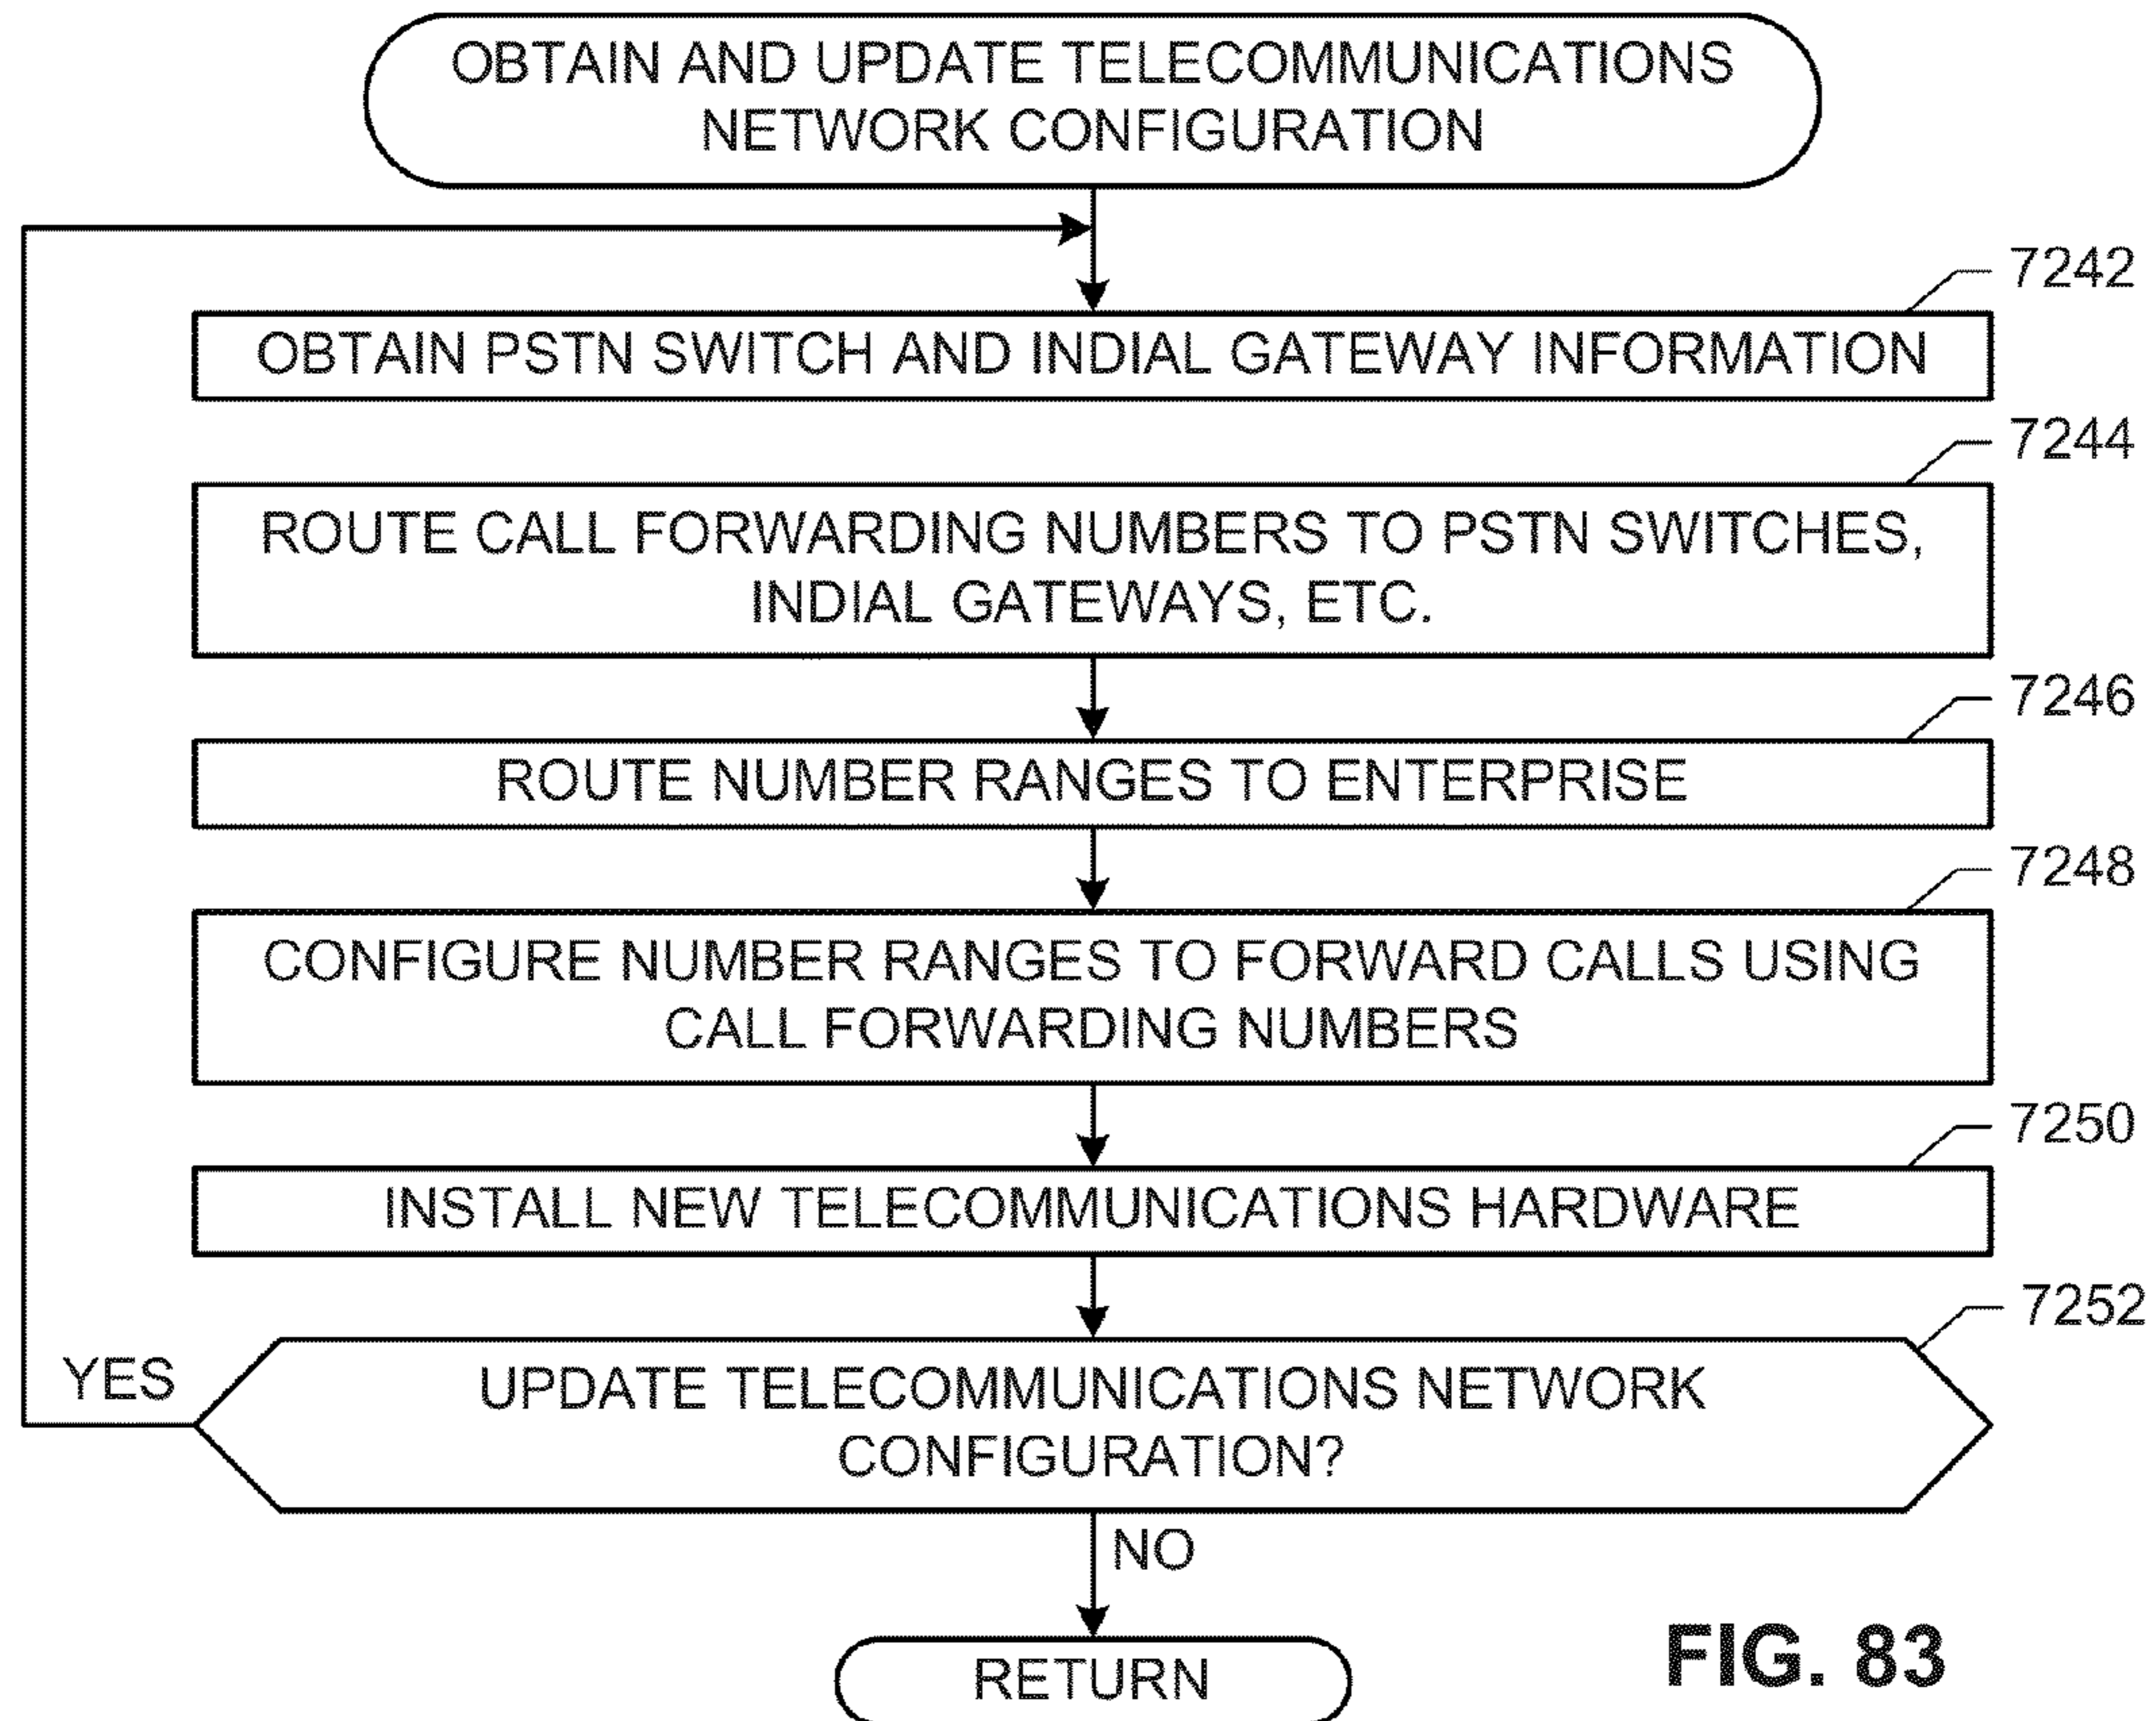 OBTAIN AND UPDATE TELECOMMUNICATIONS
NETWORK CONFIGURATION
7242
OBTAIN PSTN SWITCH AND INDIAL GATEWAY INFORMATION
7244
ROUTE CALL FORWARDING NUMBERS TO PSTN SWITCHES,
INDIAL GATEWAYS, ETC.
7246
ROUTE NUMBER RANGES TO ENTERPRISE
7248
CONFIGURE NUMBER RANGES TO FORWARD CALLS USING
CALL FORWARDING NUMBERS
7250
INSTALL NEW TELECOMMUNICATIONS HARDWARE
7252
YES
UPDATE TELECOMMUNICATIONS NETWORK
CONFIGURATION?
NO
RETURN
FIG. 83